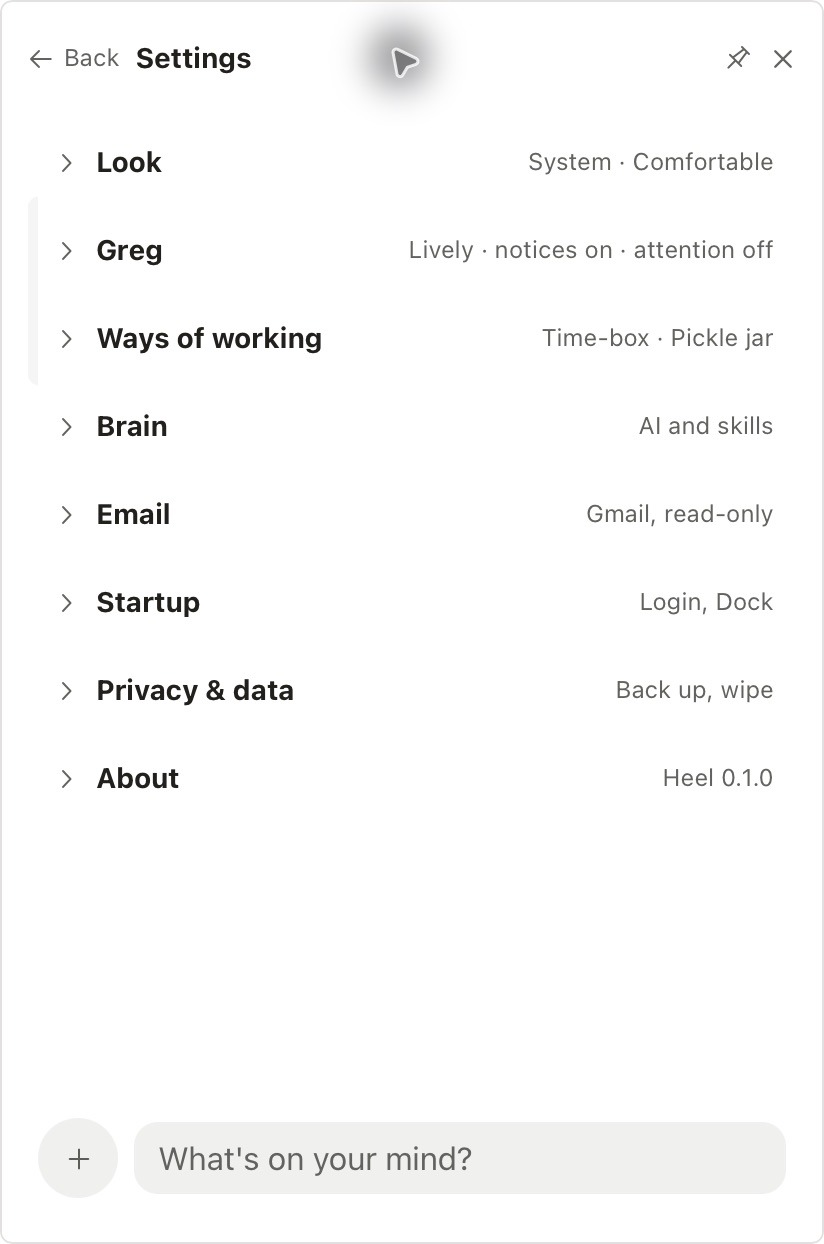 Back Settings
Look System · Comfortable
Greg Lively · notices on · attention off
Ways of working Time-box · Pickle jar
Brain AI and skills
Email Gmail, read-only
Startup Login, Dock
Privacy & data Back up, wipe
About Heel 0.1.0
What's on your mind?